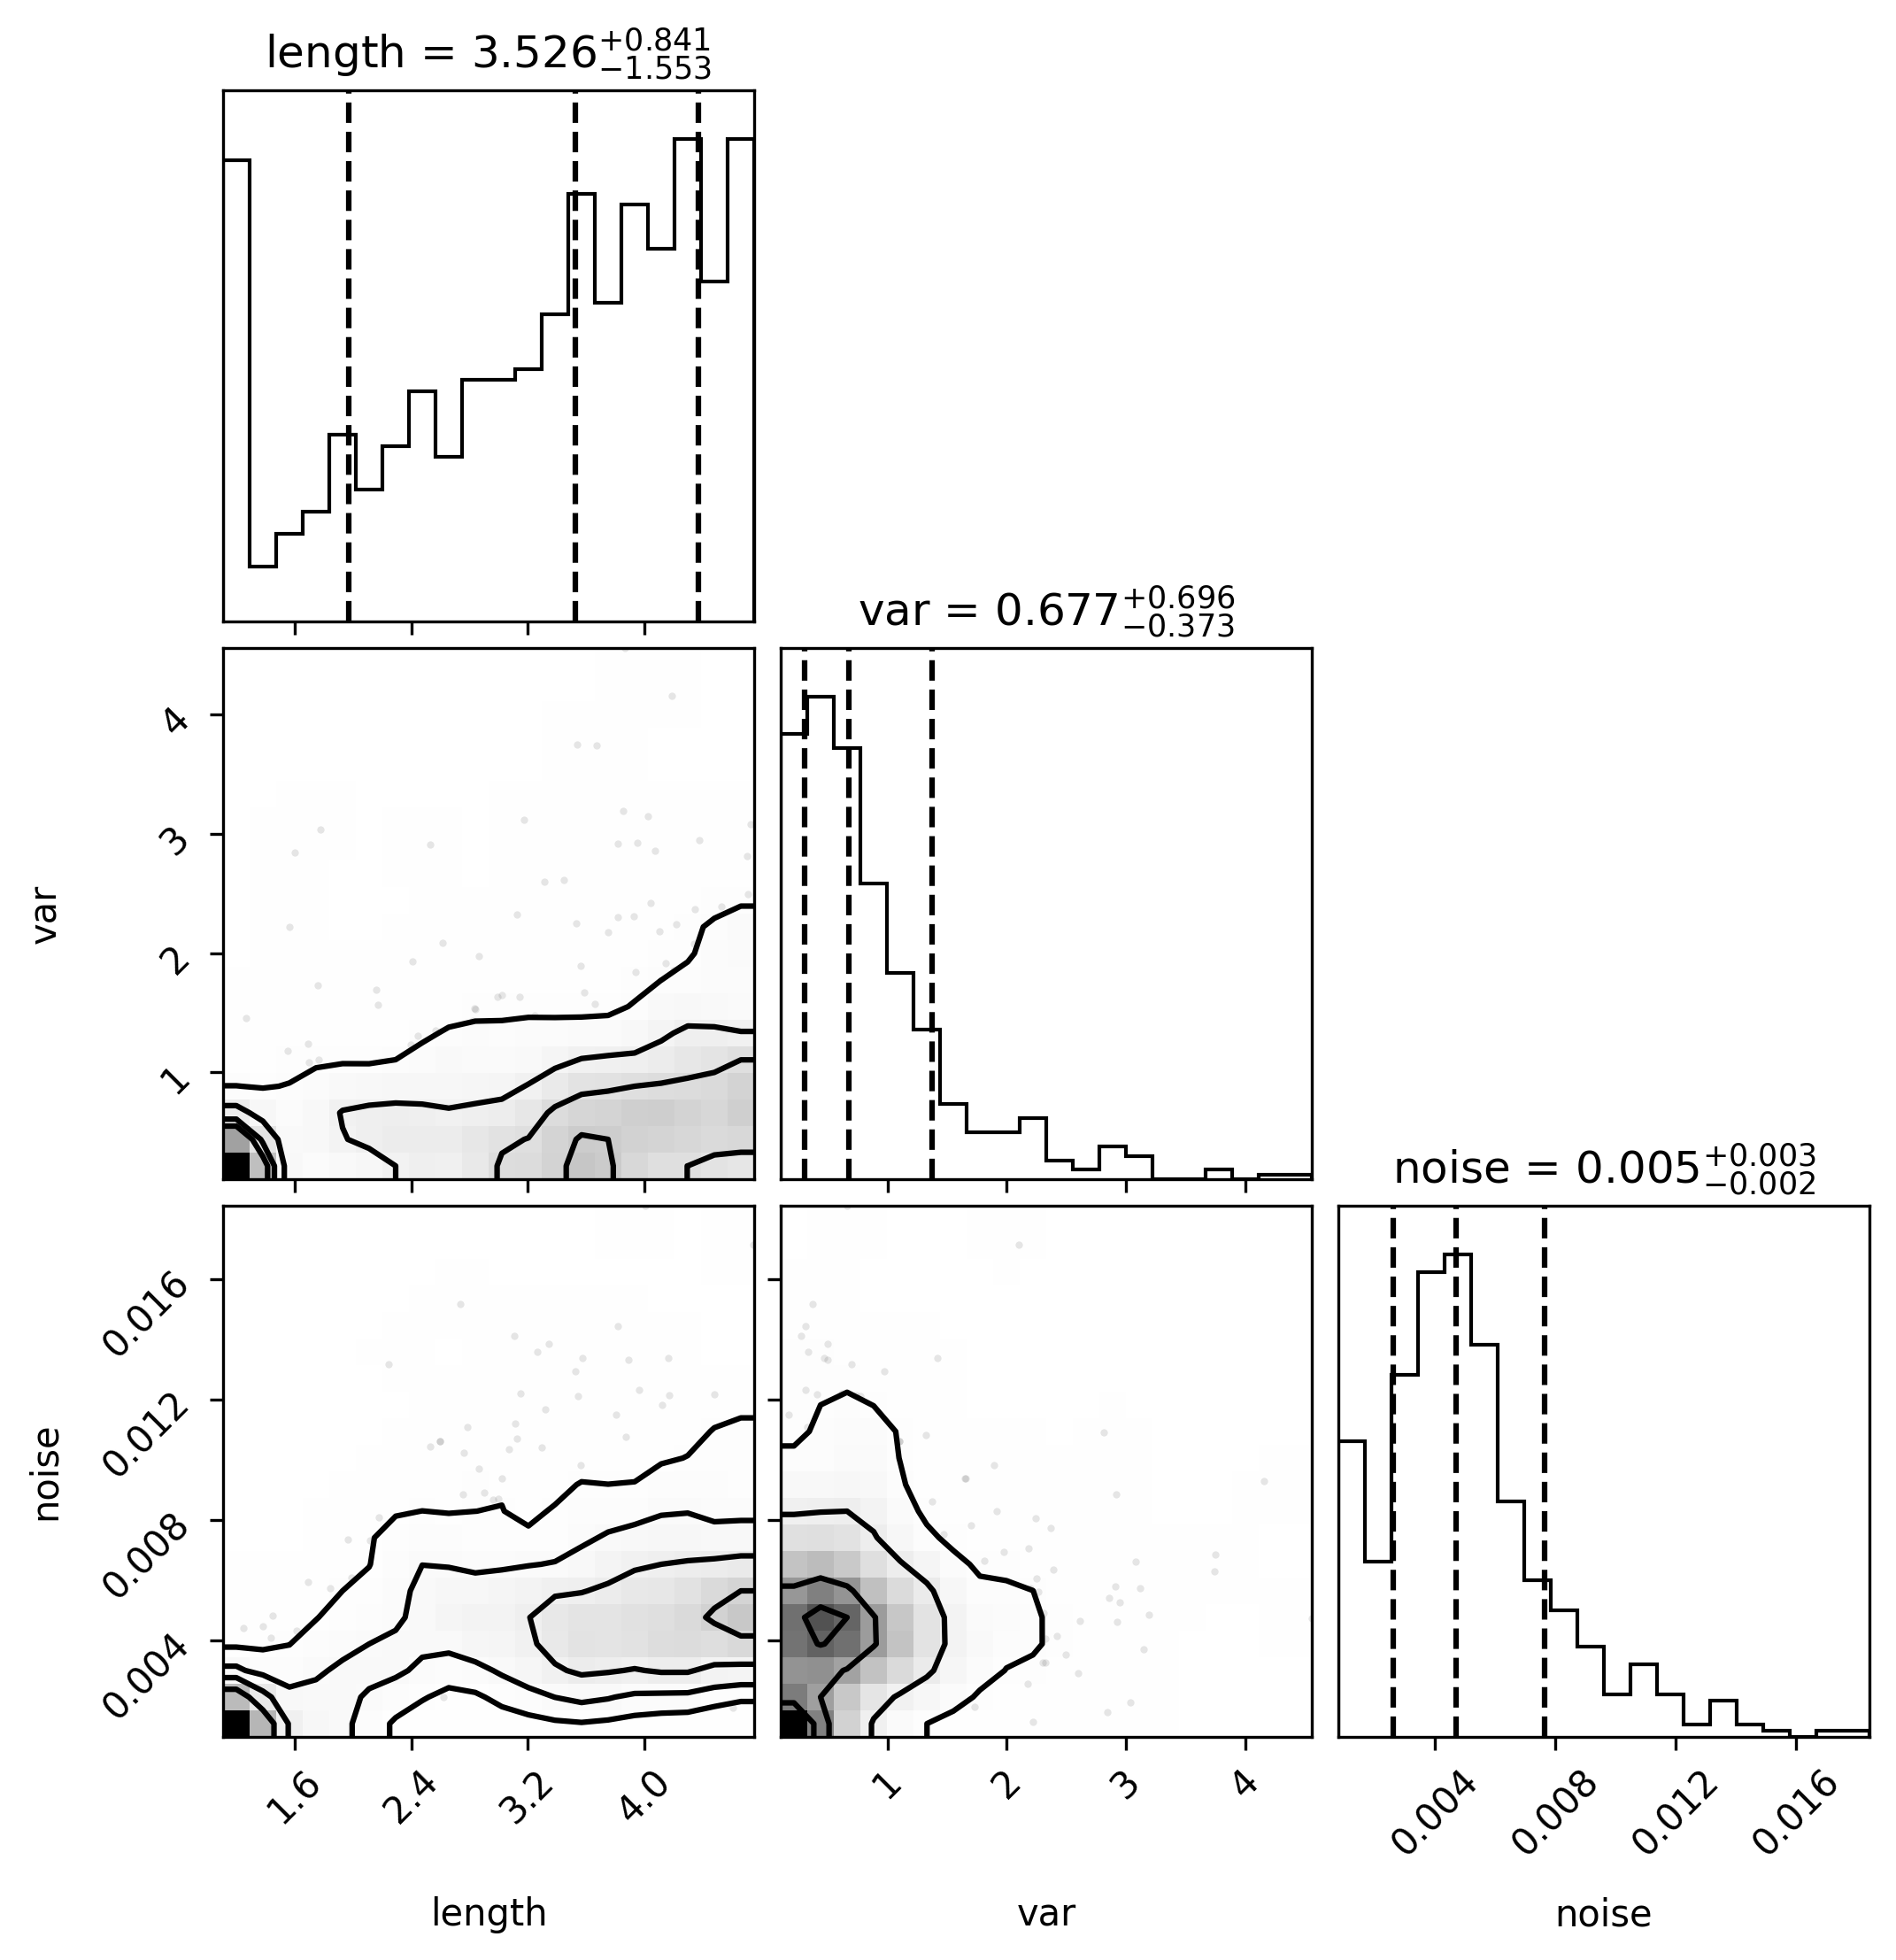 length = 3.526+0.841−1.553
var = 0.677+0.696−0.373
4
3
2
1
var
noise = 0.005+0.003−0.002
0.016
0.012
0.008
0.004
noise
1.6 2.4 3.2 4.0
1 2 3 4
0.004 0.008 0.012 0.016
length var noise